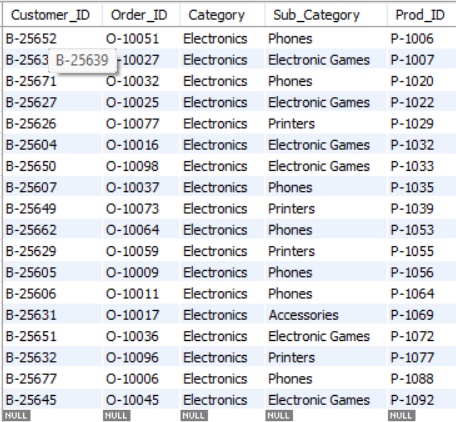 Customer_ID Order_ID Category Sub_Category Prod_ID
B-25652 O-10051 Electronics Phones P-1006
B-25639 O-10027 Electronics Electronic Games P-1007
B-25671 O-10032 Electronics Phones P-1020
B-25627 O-10025 Electronics Electronic Games P-1022
B-25626 O-10077 Electronics Printers P-1029
B-25604 O-10016 Electronics Electronic Games P-1032
B-25650 O-10098 Electronics Electronic Games P-1033
B-25607 O-10037 Electronics Phones P-1035
B-25649 O-10073 Electronics Printers P-1039
B-25662 O-10064 Electronics Phones P-1053
B-25629 O-10059 Electronics Printers P-1055
B-25605 O-10009 Electronics Phones P-1056
B-25606 O-10011 Electronics Phones P-1064
B-25631 O-10017 Electronics Accessories P-1069
B-25651 O-10036 Electronics Electronic Games P-1072
B-25632 O-10096 Electronics Printers P-1077
B-25677 O-10006 Electronics Phones P-1088
B-25645 O-10045 Electronics Electronic Games P-1092
NULL NULL NULL NULL NULL